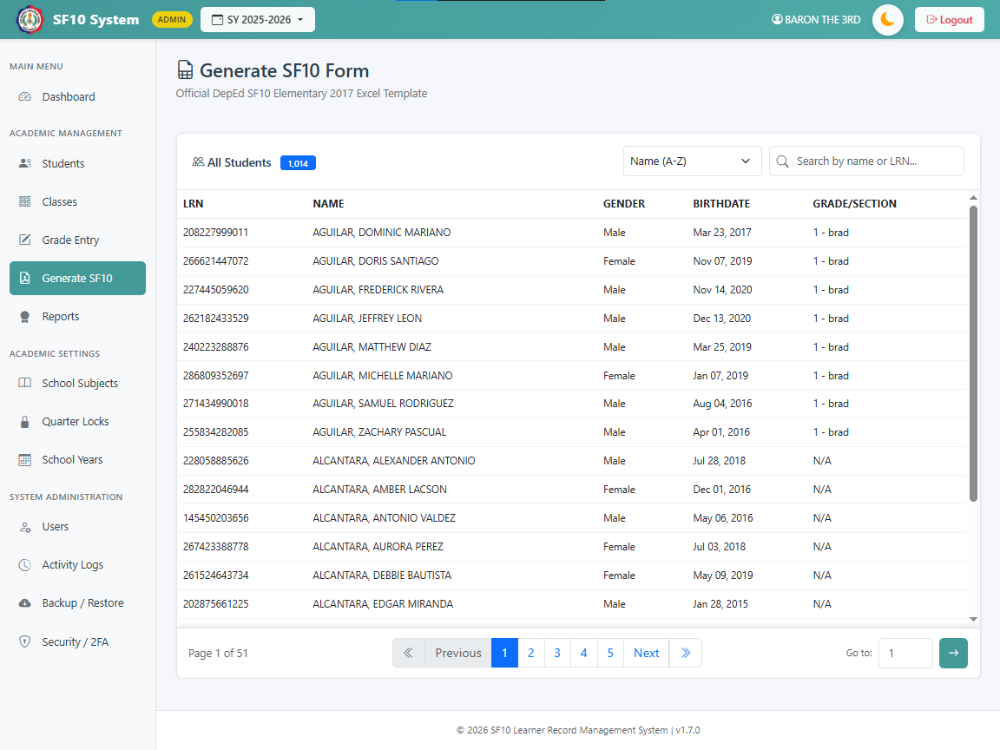 SF10 System ADMIN SY 2025-2026 BARON THE 3RD Logout
MAIN MENU
Dashboard
ACADEMIC MANAGEMENT
Students
Classes
Grade Entry
Generate SF10
Reports
ACADEMIC SETTINGS
School Subjects
Quarter Locks
School Years
SYSTEM ADMINISTRATION
Users
Activity Logs
Backup / Restore
Security / 2FA
Generate SF10 Form
Official DepEd SF10 Elementary 2017 Excel Template
All Students 1,014 Name (A-Z) Search by name or LRN...
LRN NAME GENDER BIRTHDATE GRADE/SECTION
208227999011 AGUILAR, DOMINIC MARIANO Male Mar 23, 2017 1 - brad
266621447072 AGUILAR, DORIS SANTIAGO Female Nov 07, 2019 1 - brad
227445059620 AGUILAR, FREDERICK RIVERA Male Nov 14, 2020 1 - brad
262182433529 AGUILAR, JEFFREY LEON Male Dec 13, 2020 1 - brad
240223288876 AGUILAR, MATTHEW DIAZ Male Mar 25, 2019 1 - brad
286809352697 AGUILAR, MICHELLE MARIANO Female Jan 07, 2019 1 - brad
271434990018 AGUILAR, SAMUEL RODRIGUEZ Male Aug 04, 2016 1 - brad
255834282085 AGUILAR, ZACHARY PASCUAL Male Apr 01, 2016 1 - brad
228058885626 ALCANTARA, ALEXANDER ANTONIO Male Jul 28, 2018 N/A
282822046944 ALCANTARA, AMBER LACSON Female Dec 01, 2016 N/A
145450203656 ALCANTARA, ANTONIO VALDEZ Male May 06, 2016 N/A
267423388778 ALCANTARA, AURORA PEREZ Female Jul 03, 2018 N/A
261524643734 ALCANTARA, DEBBIE BAUTISTA Female May 09, 2019 N/A
202875661225 ALCANTARA, EDGAR MIRANDA Male Jan 28, 2015 N/A
Page 1 of 51 « Previous 1 2 3 4 5 Next » Go to: 1 →
© 2026 SF10 Learner Record Management System | v1.7.0